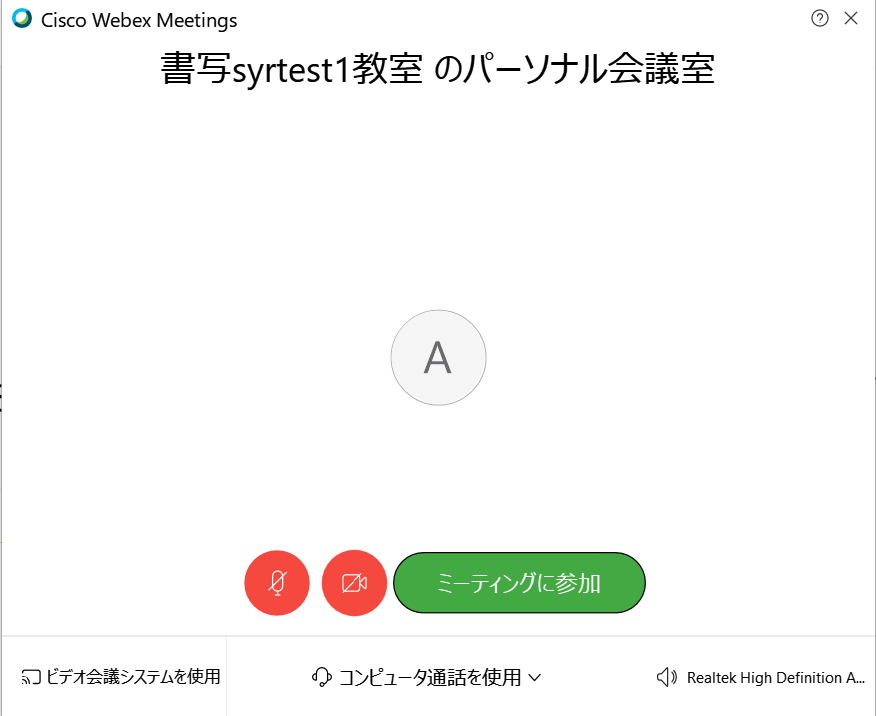 Cisco Webex Meetings
書写syrtest1教室 のパーソナル会議室
A
ミーティングに参加
ビデオ会議システムを使用
コンピュータ通話を使用
Realtek High Definition A...